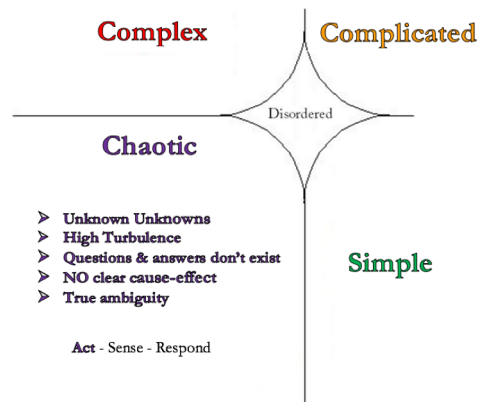 Complex
Complicated
Disordered
Chaotic
Unknown Unknowns
High Turbulence
Questions & answers don't exist
NO clear cause-effect
True ambiguity
Simple
Act - Sense - Respond